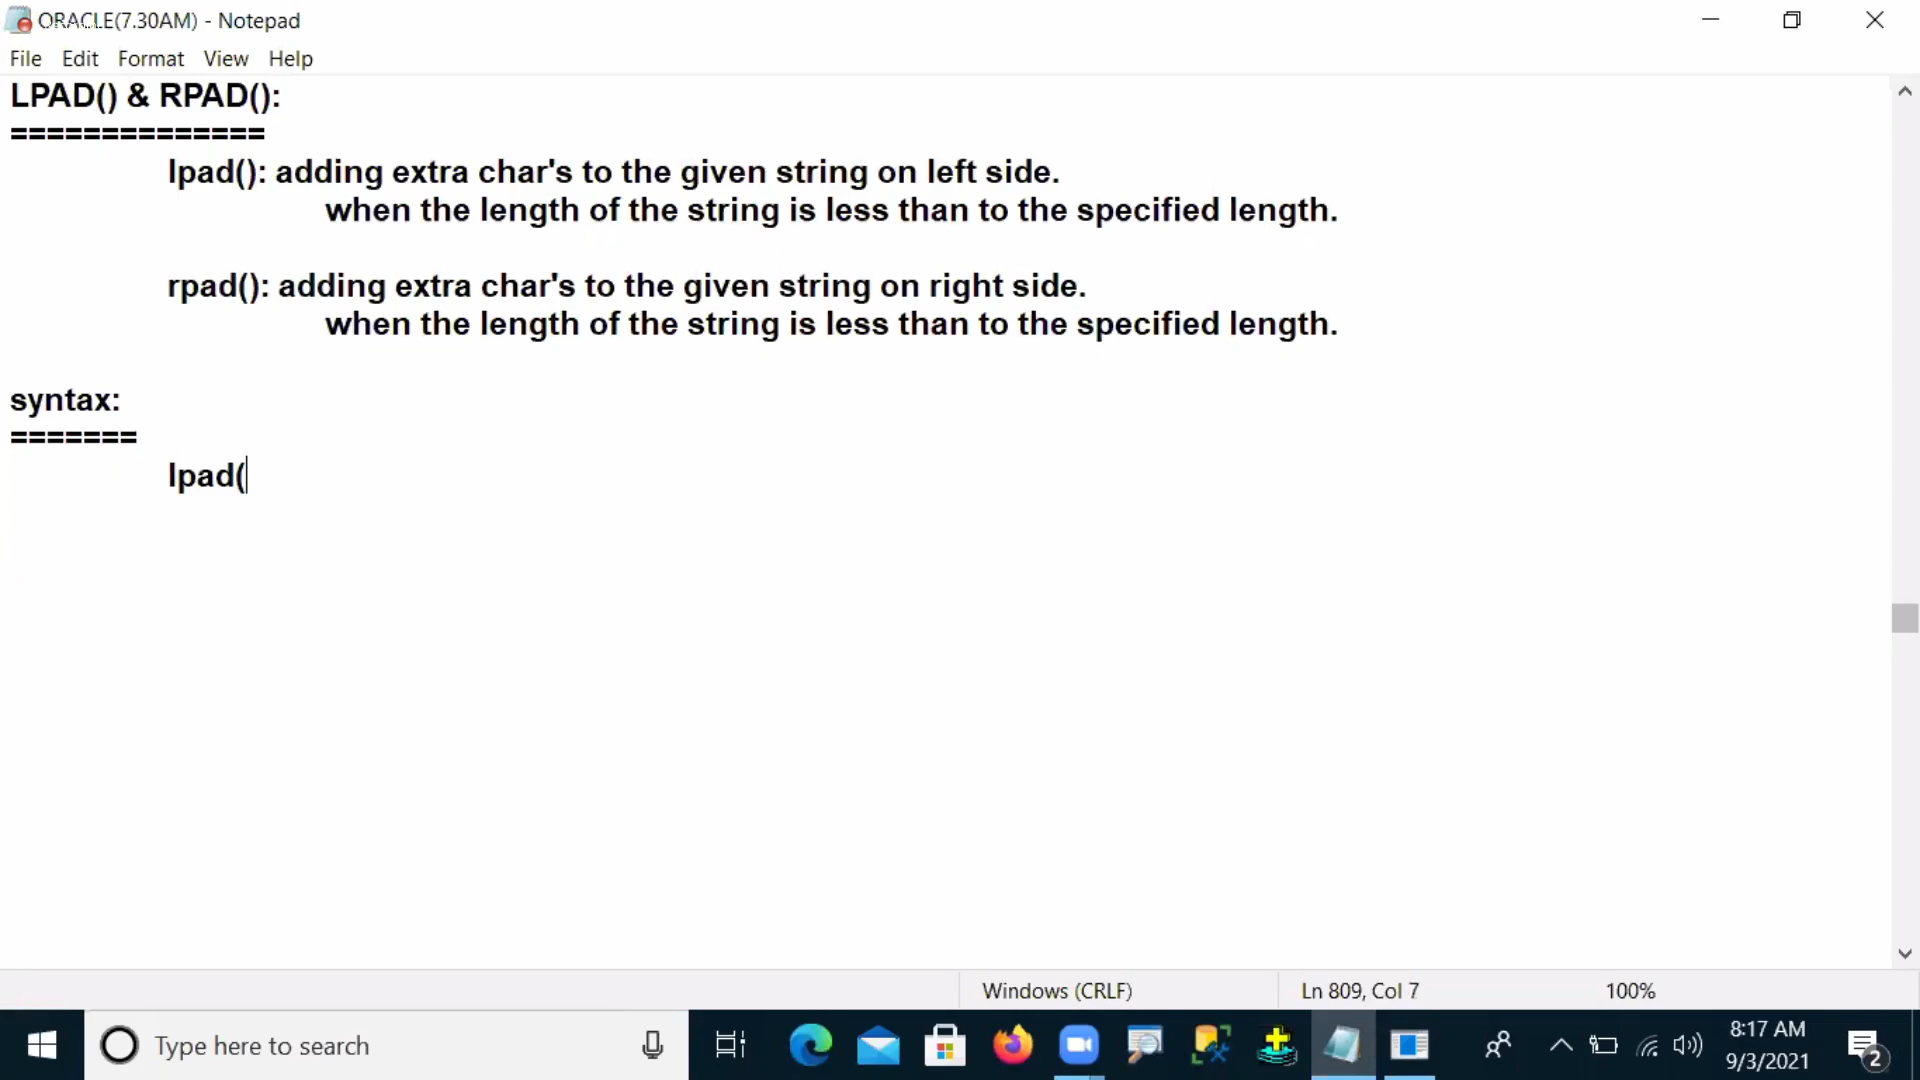 ORACLE(7.30AM) - Notepad
File Edit Format View Help
LPAD() & RPAD():
==============
lpad(): adding extra char's to the given string on left side.
when the length of the string is less than to the specified length.
rpad(): adding extra char's to the given string on right side.
when the length of the string is less than to the specified length.
syntax:
=======
lpad(
Windows (CRLF) Ln 809, Col 7 100%
Type here to search
8:17 AM
9/3/2021
2